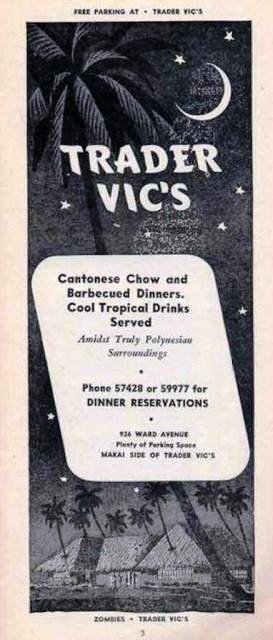 FREE PARKING AT • TRADER VIC'S
TRADER
VIC'S
Cantonese Chow and
Barbecued Dinners.
Cool Tropical Drinks
Served
Amidst Truly Polynesian
Surroundings
•
Phone 57428 or 59977 for
DINNER RESERVATIONS
•
926 WARD AVENUE
Plenty of Parking Space
MAKAI SIDE OF TRADER VIC'S
ZOMBIES • TRADER VIC'S
5